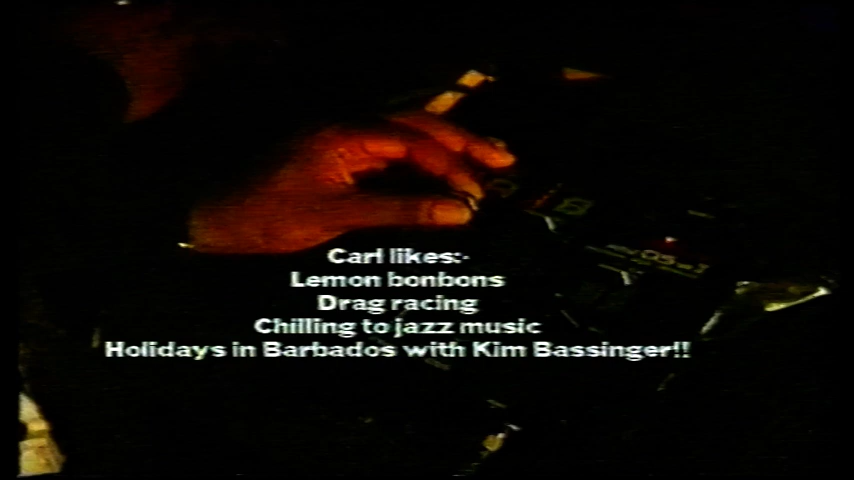 Carl likes:-
Lemon bonbons
Drag racing
Chilling to jazz music
Holidays in Barbados with Kim Bassinger!!